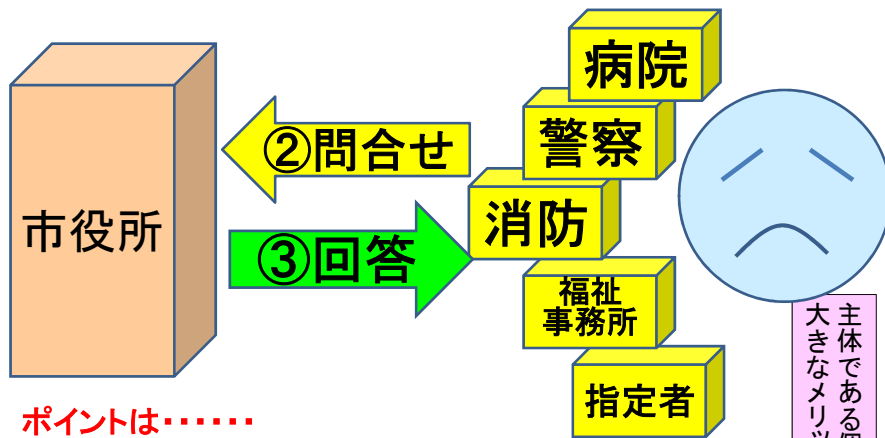 病院
警察
②問合せ
消防
市役所
③回答
福祉
事務所
指定者
主体である
大きなメリッ
ポイントは・・・・・・